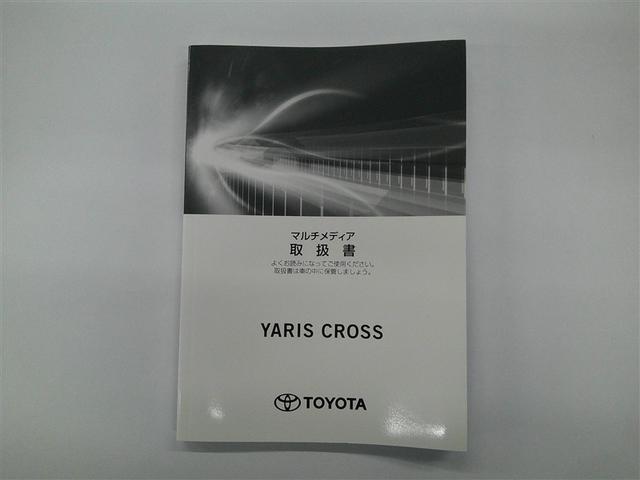 マルチメディア
取扱書
よくお読みになってご使用ください。
取扱書は車の中に保管しましょう。
YARIS CROSS
TOYOTA